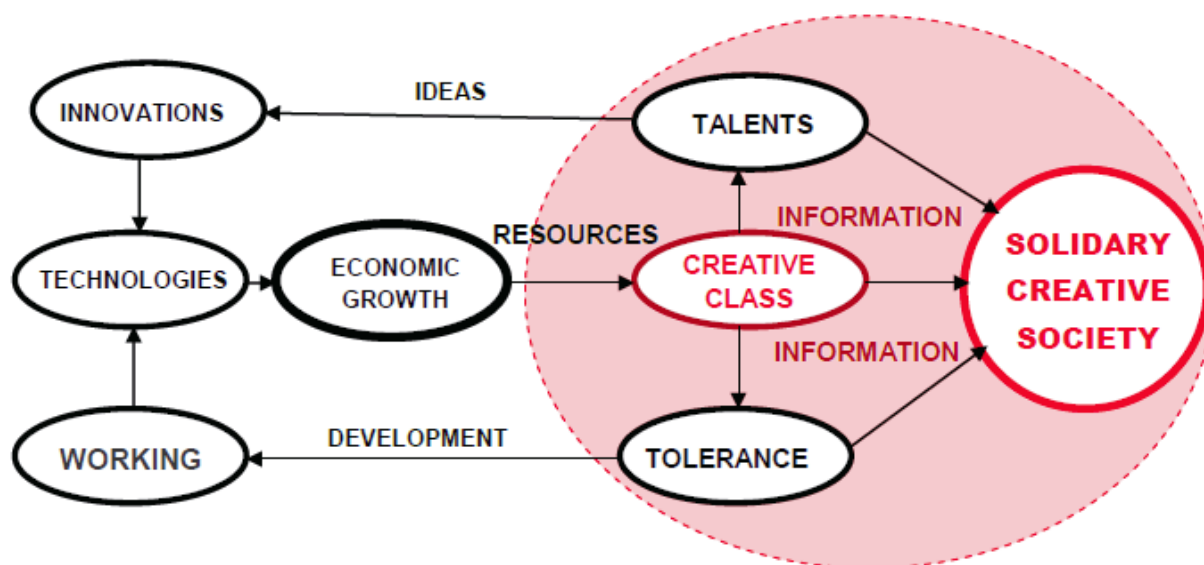 IDEAS
INNOVATIONS
TALENTS
INFORMATION
RESOURCES
SOLIDARY
CREATIVE
SOCIETY
TECHNOLOGIES
ECONOMIC
GROWTH
CREATIVE
CLASS
INFORMATION
DEVELOPMENT
WORKING
TOLERANCE